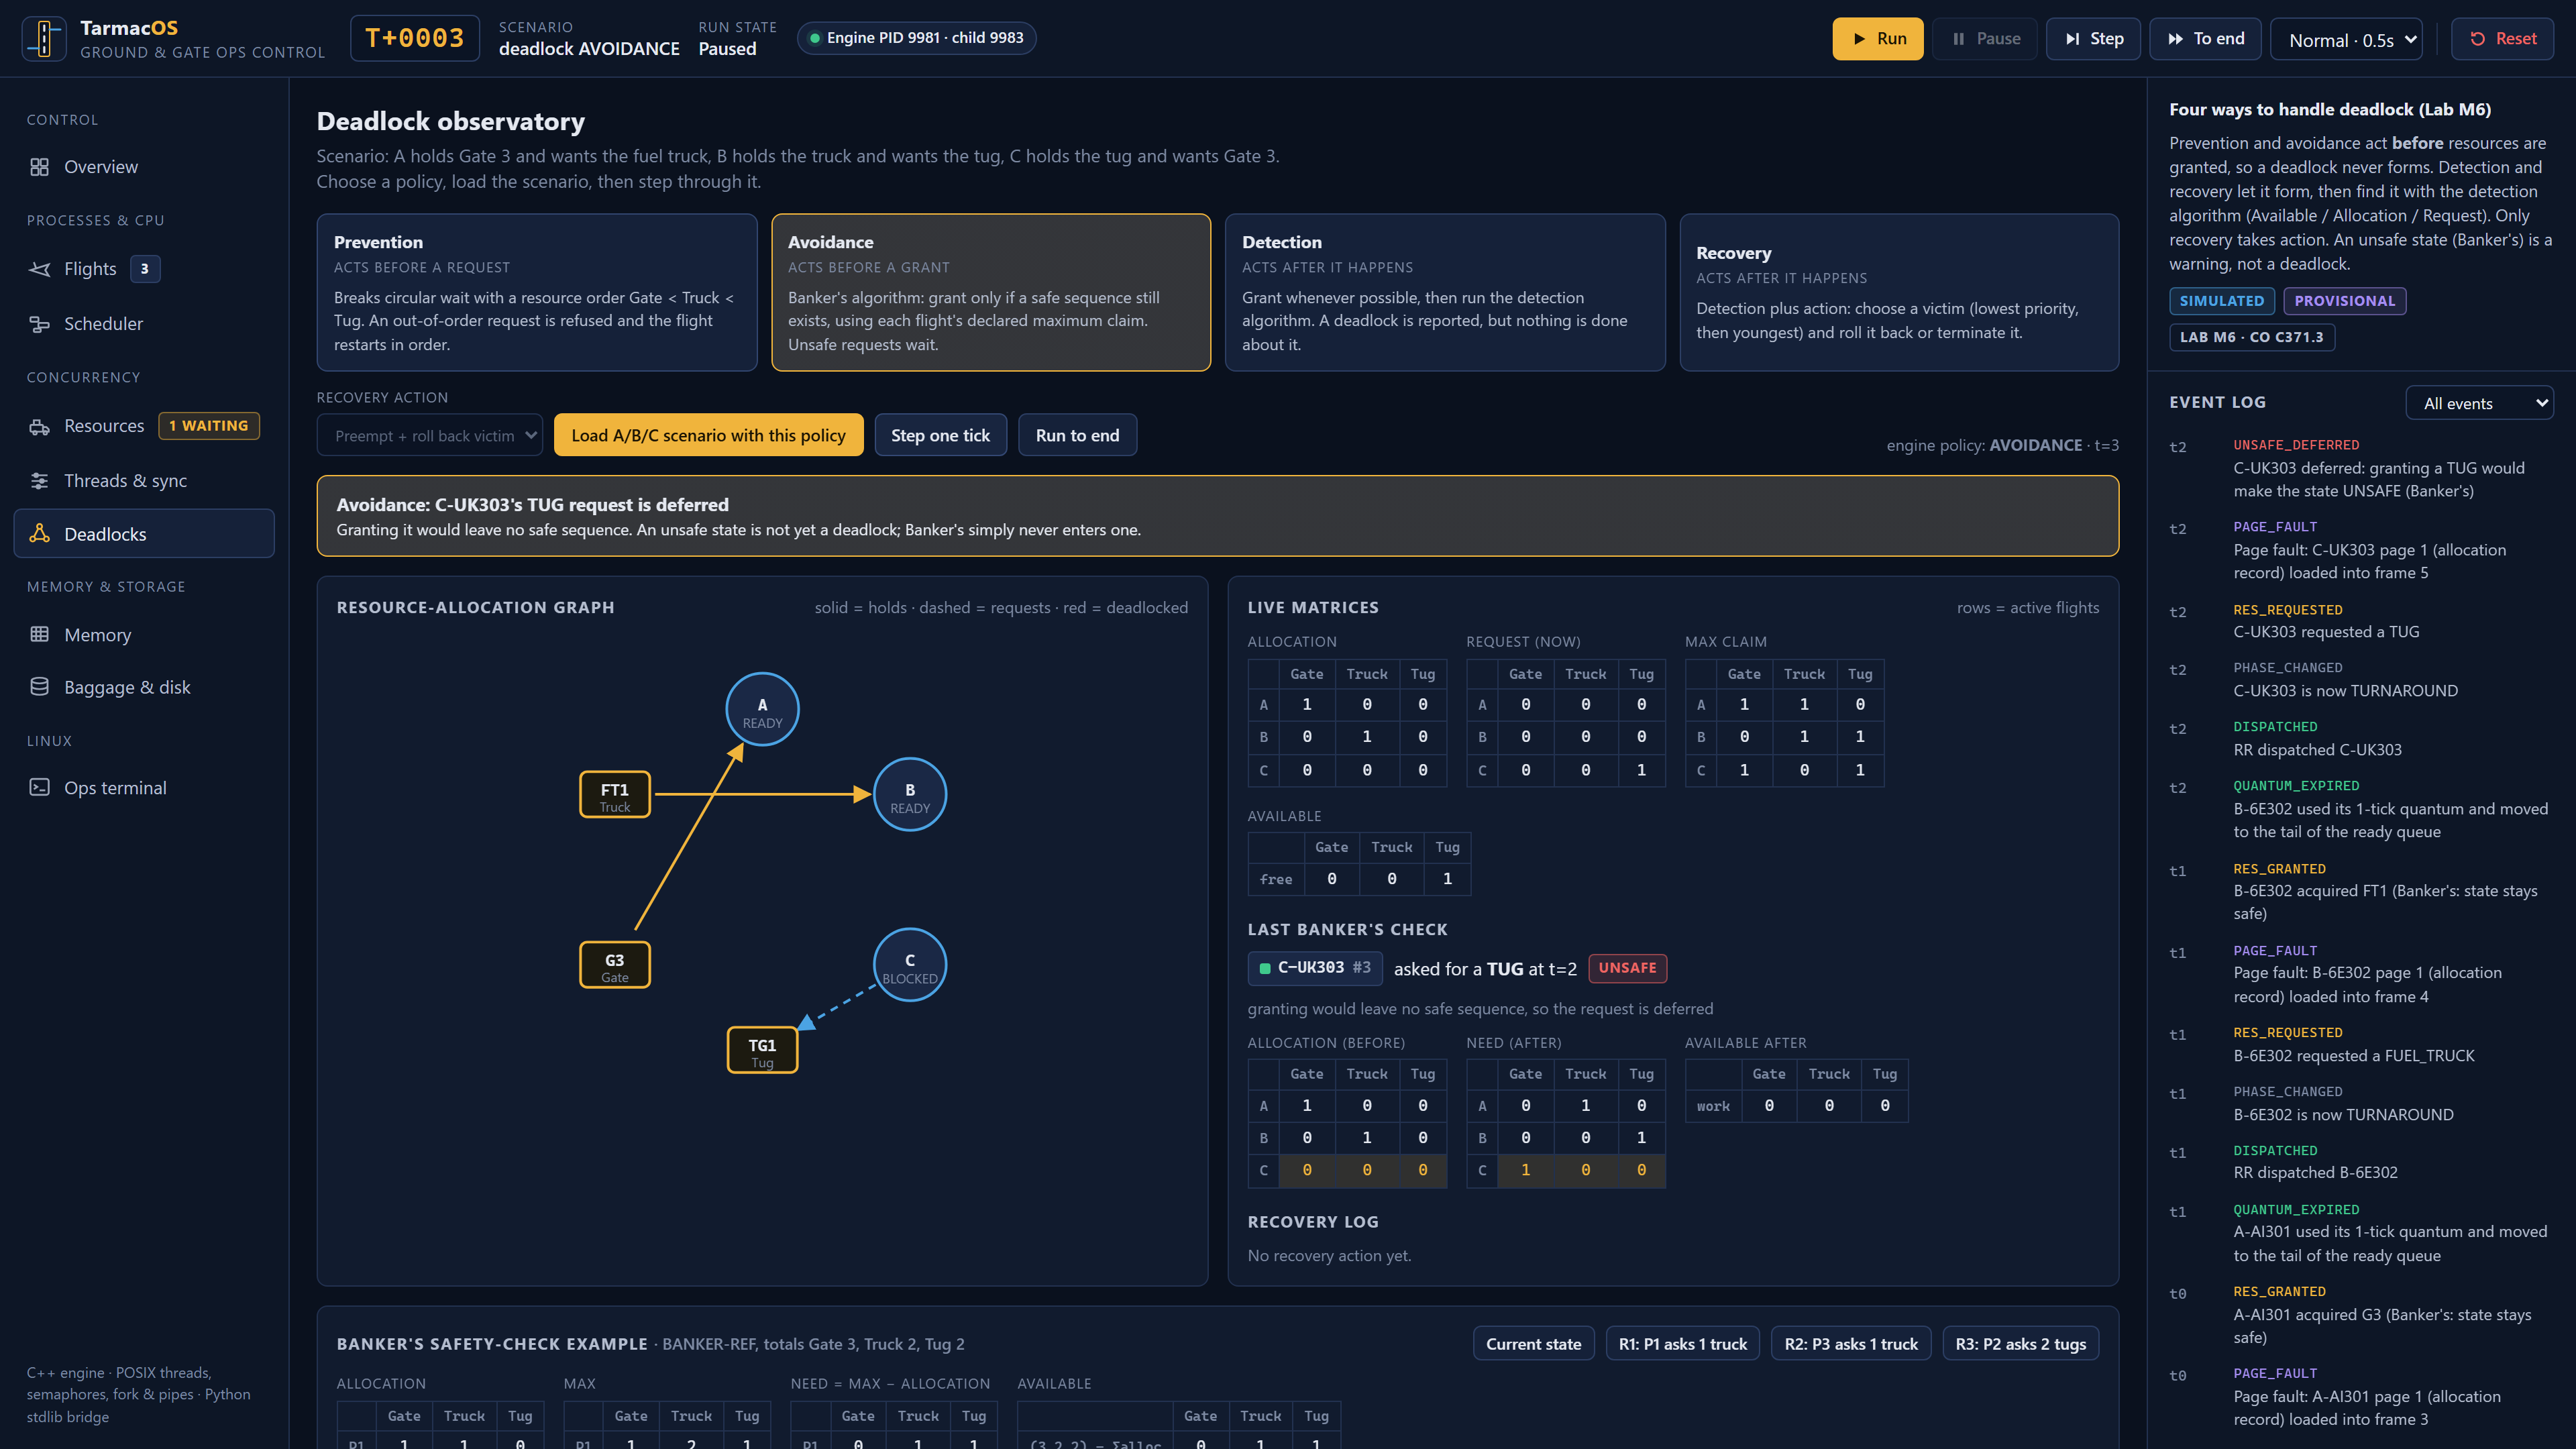 TarmacOS
GROUND & GATE OPS CONTROL
T+0003
SCENARIO
deadlock AVOIDANCE
RUN STATE
Paused
Engine PID 9981 · child 9983
Run
Pause
Step
To end
Normal · 0.5s
Reset
CONTROL
Overview
PROCESSES & CPU
Flights 3
Scheduler
CONCURRENCY
Resources 1 WAITING
Threads & sync
Deadlocks
MEMORY & STORAGE
Memory
Baggage & disk
LINUX
Ops terminal
C++ engine · POSIX threads,
semaphores, fork & pipes · Python
stdlib bridge
Deadlock observatory
Scenario: A holds Gate 3 and wants the fuel truck, B holds the truck and wants the tug, C holds the tug and wants Gate 3.
Choose a policy, load the scenario, then step through it.
Prevention
ACTS BEFORE A REQUEST
Breaks circular wait with a resource order Gate < Truck <
Tug. An out-of-order request is refused and the flight
restarts in order.
Avoidance
ACTS BEFORE A GRANT
Banker's algorithm: grant only if a safe sequence still
exists, using each flight's declared maximum claim.
Unsafe requests wait.
Detection
ACTS AFTER IT HAPPENS
Grant whenever possible, then run the detection
algorithm. A deadlock is reported, but nothing is done
about it.
Recovery
ACTS AFTER IT HAPPENS
Detection plus action: choose a victim (lowest priority,
then youngest) and roll it back or terminate it.
RECOVERY ACTION
Preempt + roll back victim
Load A/B/C scenario with this policy
Step one tick
Run to end
engine policy: AVOIDANCE · t=3
Avoidance: C-UK303's TUG request is deferred
Granting it would leave no safe sequence. An unsafe state is not yet a deadlock; Banker's simply never enters one.
RESOURCE-ALLOCATION GRAPH
solid = holds · dashed = requests · red = deadlocked
A
READY
FT1
Truck
B
READY
G3
Gate
C
BLOCKED
TG1
Tug
LIVE MATRICES
rows = active flights
ALLOCATION
Gate Truck Tug
A 1 0 0
B 0 1 0
C 0 0 0
REQUEST (NOW)
Gate Truck Tug
A 0 0 0
B 0 0 0
C 0 0 1
MAX CLAIM
Gate Truck Tug
A 1 1 0
B 0 1 1
C 1 0 1
AVAILABLE
Gate Truck Tug
free 0 0 1
LAST BANKER'S CHECK
C-UK303 #3 asked for a TUG at t=2 UNSAFE
granting would leave no safe sequence, so the request is deferred
ALLOCATION (BEFORE)
Gate Truck Tug
A 1 0 0
B 0 1 0
C 0 0 0
NEED (AFTER)
Gate Truck Tug
A 0 1 0
B 0 0 1
C 1 0 0
AVAILABLE AFTER
Gate Truck Tug
work 0 0 0
RECOVERY LOG
No recovery action yet.
BANKER'S SAFETY-CHECK EXAMPLE · BANKER-REF, totals Gate 3, Truck 2, Tug 2
Current state
R1: P1 asks 1 truck
R2: P3 asks 1 truck
R3: P2 asks 2 tugs
ALLOCATION
Gate Truck Tug
P1 1 1 0
MAX
Gate Truck Tug
P1 1 2 1
NEED = MAX − ALLOCATION
Gate Truck Tug
P1 0 1 1
AVAILABLE
Gate Truck Tug
(3,2,2) − Σalloc 0 1 1
Four ways to handle deadlock (Lab M6)
Prevention and avoidance act before resources are
granted, so a deadlock never forms. Detection and
recovery let it form, then find it with the detection
algorithm (Available / Allocation / Request). Only
recovery takes action. An unsafe state (Banker's) is a
warning, not a deadlock.
SIMULATED
PROVISIONAL
LAB M6 · CO C371.3
EVENT LOG
All events
t2 UNSAFE_DEFERRED
C-UK303 deferred: granting a TUG would
make the state UNSAFE (Banker's)
t2 PAGE_FAULT
Page fault: C-UK303 page 1 (allocation
record) loaded into frame 5
t2 RES_REQUESTED
C-UK303 requested a TUG
t2 PHASE_CHANGED
C-UK303 is now TURNAROUND
t2 DISPATCHED
RR dispatched C-UK303
t2 QUANTUM_EXPIRED
B-6E302 used its 1-tick quantum and moved
to the tail of the ready queue
t1 RES_GRANTED
B-6E302 acquired FT1 (Banker's: state stays
safe)
t1 PAGE_FAULT
Page fault: B-6E302 page 1 (allocation
record) loaded into frame 4
t1 RES_REQUESTED
B-6E302 requested a FUEL_TRUCK
t1 PHASE_CHANGED
B-6E302 is now TURNAROUND
t1 DISPATCHED
RR dispatched B-6E302
t1 QUANTUM_EXPIRED
A-AI301 used its 1-tick quantum and moved
to the tail of the ready queue
t0 RES_GRANTED
A-AI301 acquired G3 (Banker's: state stays
safe)
t0 PAGE_FAULT
Page fault: A-AI301 page 1 (allocation
record) loaded into frame 3